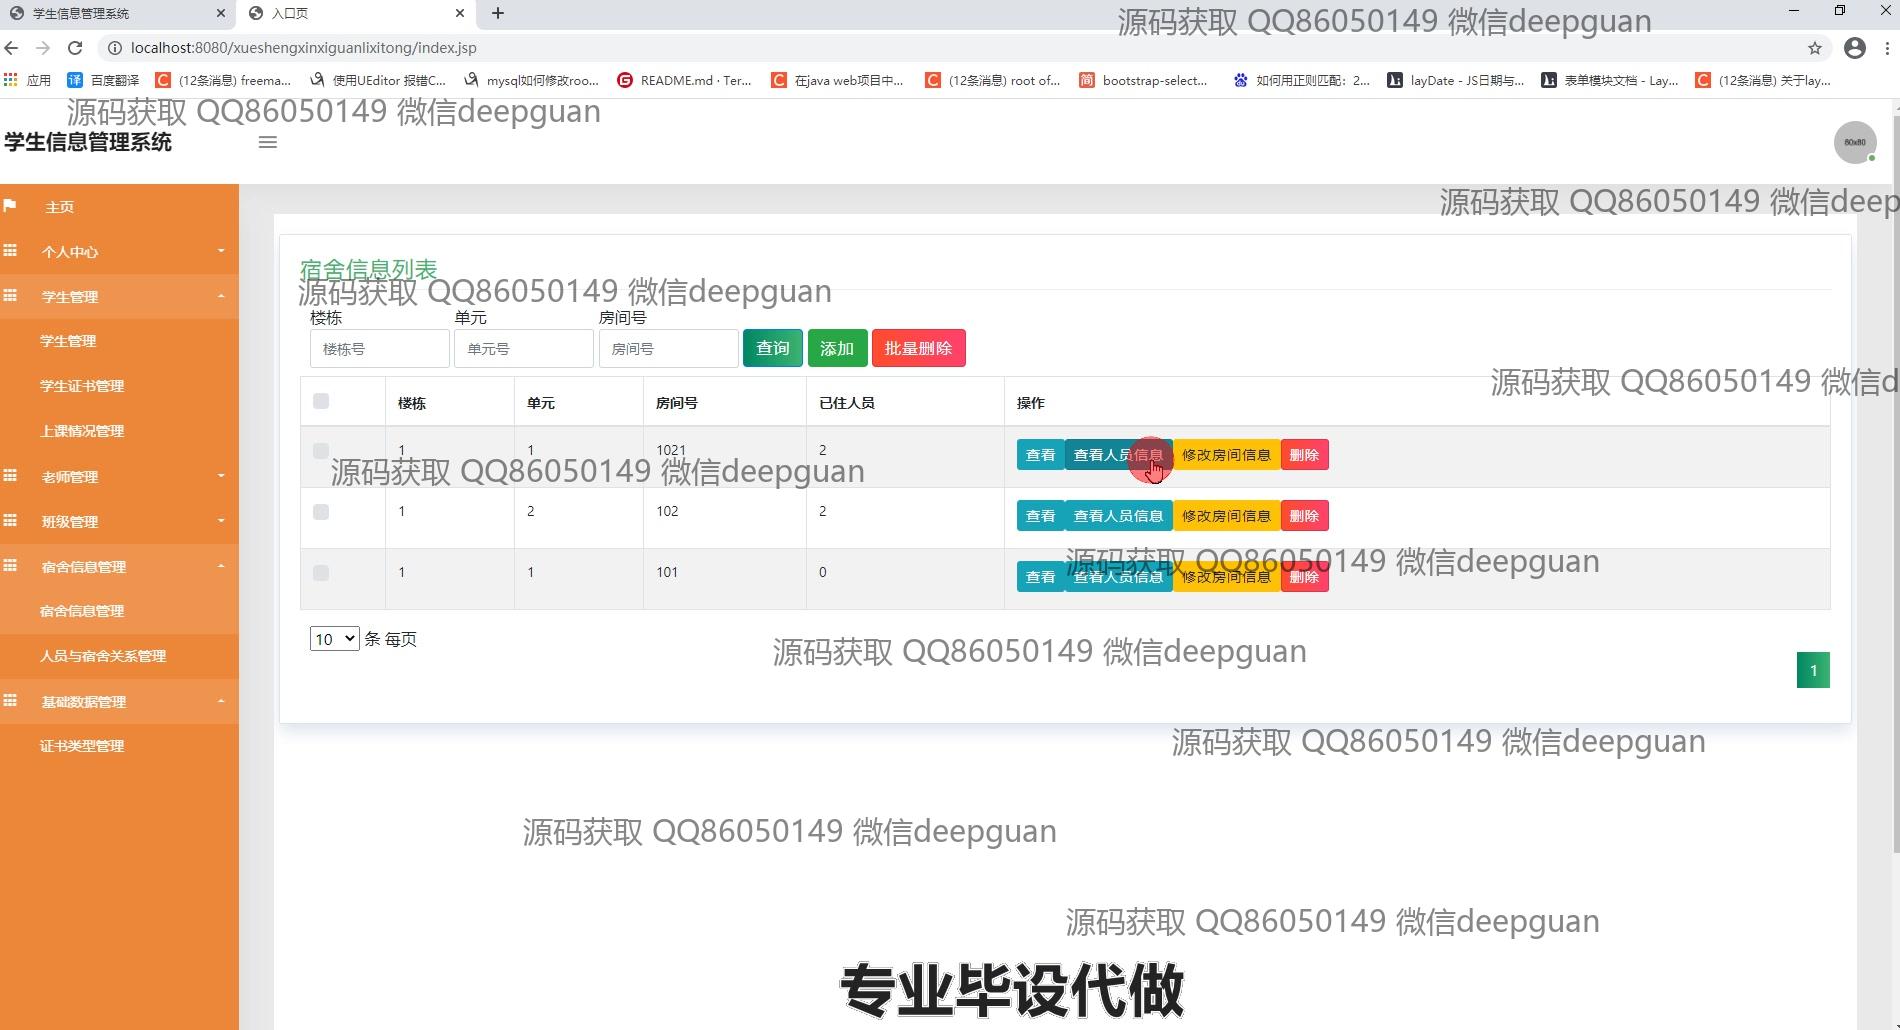 学生信息管理系统
入口页
源码获取 QQ86050149 微信deepguan
localhost:8080/xueshengxinxiguanlixitong/index.jsp
应用 百度翻译 (12条消息) freema... 使用UEditor 报错C... mysql如何修改roo... README.md · Ter... 在java web项目中... (12条消息) root of... bootstrap-select... 如何用正则匹配：2... layDate - JS日期与... 表单模块文档 - Lay... (12条消息) 关于lay...
源码获取 QQ86050149 微信deepguan
学生信息管理系统
60x60
主页
源码获取 QQ86050149 微信deep
个人中心
学生管理
学生管理
学生证书管理
上课情况管理
老师管理
班级管理
宿舍信息管理
宿舍信息管理
人员与宿舍关系管理
基础数据管理
证书类型管理
宿舍信息列表
源码获取 QQ86050149 微信deepguan
楼栋 单元 房间号
楼栋号 单元号 房间号 查询 添加 批量删除
源码获取 QQ86050149 微信d
楼栋 单元 房间号 已住人员 操作
1 1 1021 2 查看 查看人员信息 修改房间信息 删除
源码获取 QQ86050149 微信deepguan
1 2 102 2 查看 查看人员信息 修改房间信息 删除
源码获取 QQ86050149 微信deepguan
1 1 101 0 查看 查看人员信息 修改房间信息 删除
10 条 每页
源码获取 QQ86050149 微信deepguan
1
源码获取 QQ86050149 微信deepguan
源码获取 QQ86050149 微信deepguan
源码获取 QQ86050149 微信deepguan
专业毕设代做